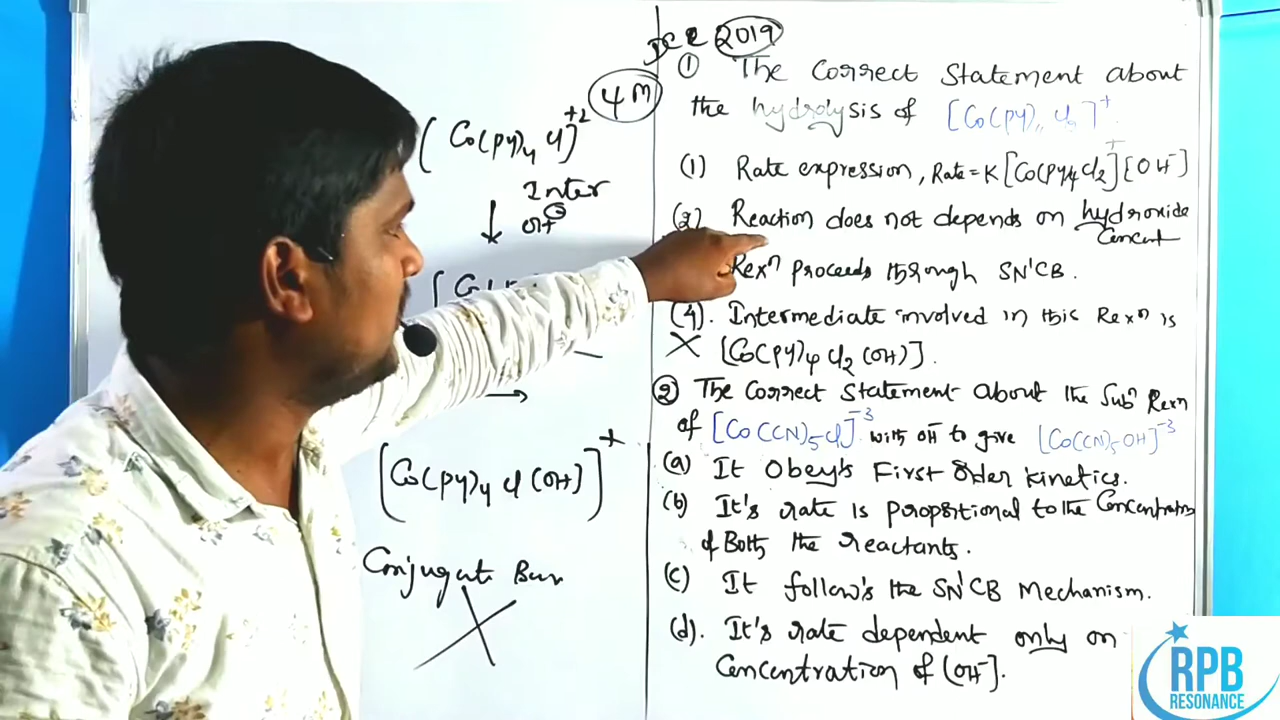 Dec 2019
4 M
① The Correct Statement about
the hydrolysis of [Co(py)₄ Cl₂]⁺
(1) Rate expression, Rate = K [Co(py)₄Cl₂]⁺ [OH⁻]
(2) Reaction does not depends on hydroxide
Concent
Rexⁿ proceeds through SN¹CB.
(4). Intermediate involved in this Rexⁿ is
[Co(py)₄ Cl₂ (OH)].
② The Correct Statement About the Subⁿ Rexⁿ
of [Co(CN)₅Cl]⁻³ with OH⁻ to give [Co(CN)₅OH]⁻³
(a) It Obey's First Order kinetics.
(b) It's rate is propotional to the Concentration
of Both the reactants.
(c) It follow's the SN¹CB Mechanism.
(d). It's rate dependent only on
Concentration of [OH⁻].
[Co(py)₄ Cl]⁺²
Inter
OH⊖
[Co(py)₄ Cl (OH)]⁺
Conjugate Base
RPB
RESONANCE